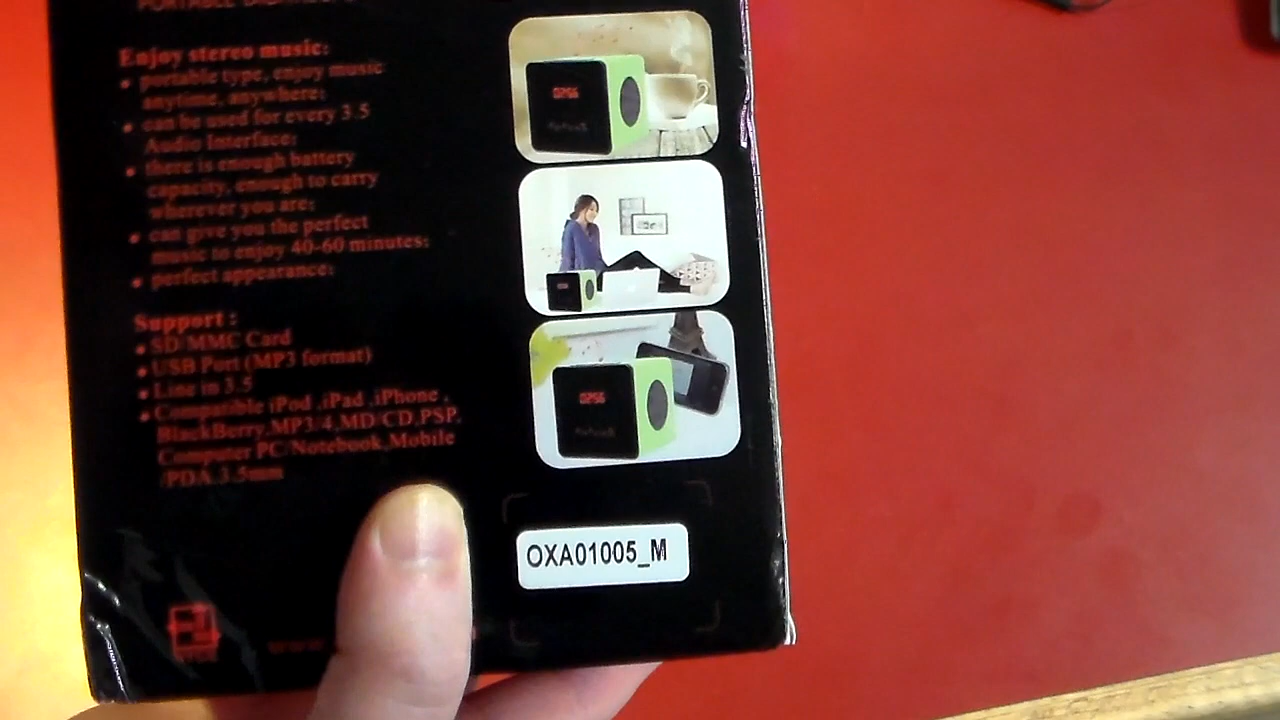 Enjoy stereo music:
• portable type, enjoy music
anytime, anywhere;
• can be used for every 3.5
Audio Interface;
• there is enough battery
capacity, enough to carry
wherever you are;
• can give you the perfect
music to enjoy 40-60 minutes;
• perfect appearance;
Support :
• SD/MMC Card
• USB Port (MP3 format)
• Line in 3.5
• Compatible iPod ,iPad ,iPhone ,
BlackBerry,MP3/4,MD/CD,PSP,
Computer PC/Notebook,Mobile
/PDA 3.5mm
0256
0256
OXA01005_M
www